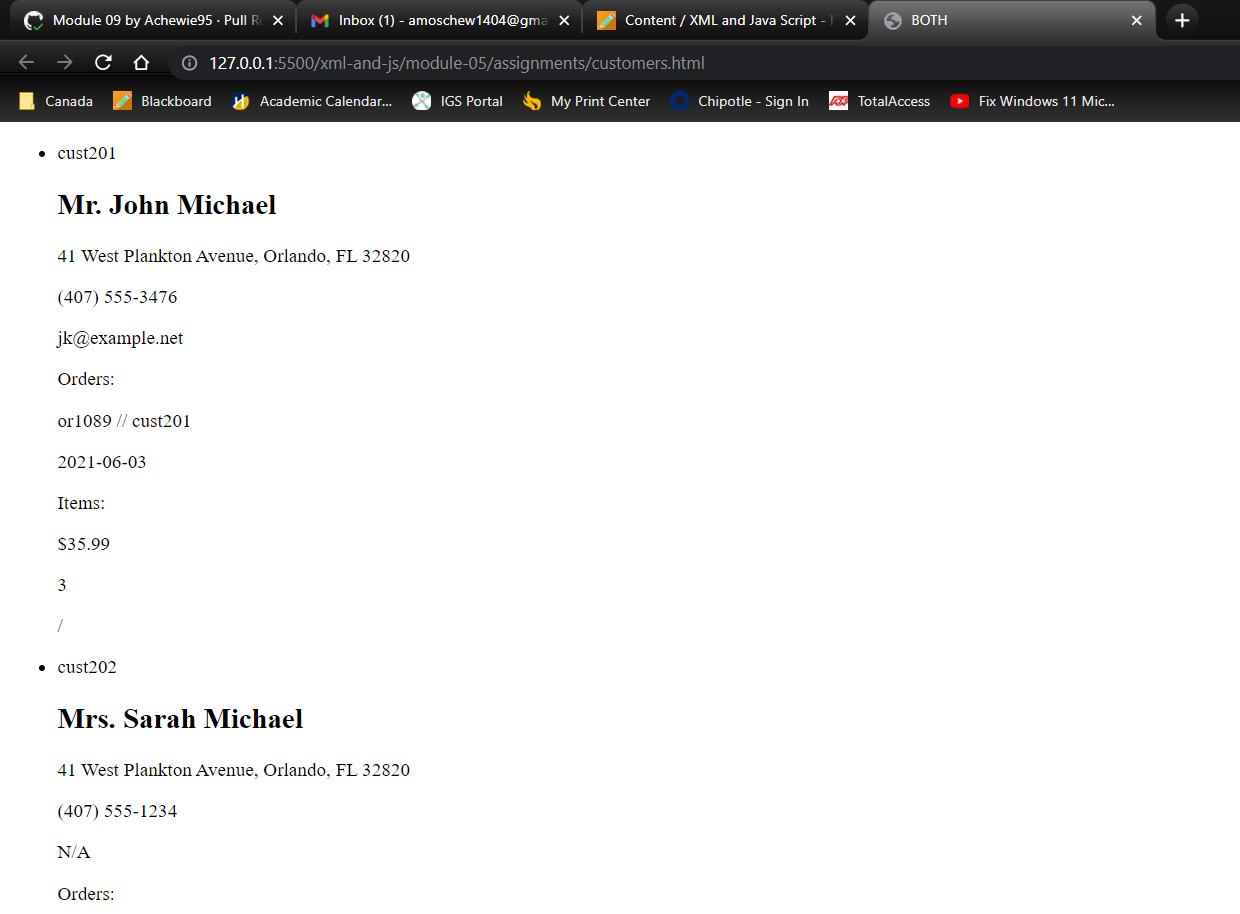 Module 09 by Achewie95 · Pull Re
Inbox (1) - amoschew1404@gma
Content / XML and Java Script -
BOTH
127.0.0.1:5500/xml-and-js/module-05/assignments/customers.html
Canada
Blackboard
Academic Calendar...
IGS Portal
My Print Center
Chipotle - Sign In
TotalAccess
Fix Windows 11 Mic...
cust201
Mr. John Michael
41 West Plankton Avenue, Orlando, FL 32820
(407) 555-3476
jk@example.net
Orders:
or1089 // cust201
2021-06-03
Items:
$35.99
3
/
cust202
Mrs. Sarah Michael
41 West Plankton Avenue, Orlando, FL 32820
(407) 555-1234
N/A
Orders: